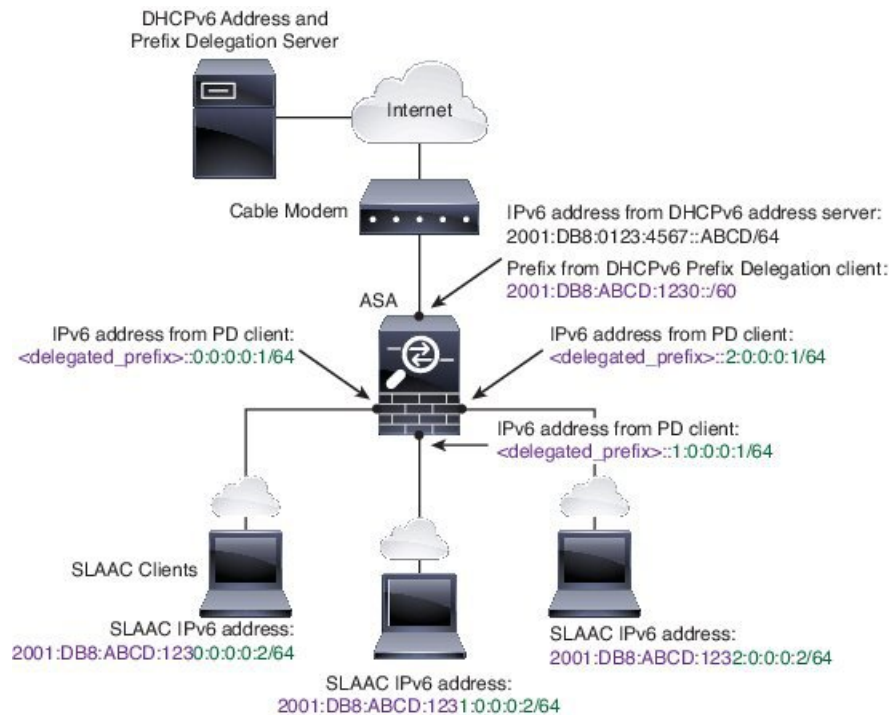 DHCPv6 Address and
Prefix Delegation Server
Internet
Cable Modem
IPv6 address from DHCPv6 address server:
2001:DB8:0123:4567::ABCD/64
Prefix from DHCPv6 Prefix Delegation client:
2001:DB8:ABCD:1230::/60
ASA
IPv6 address from PD client:
<delegated_prefix>::0:0:0:0:1/64
IPv6 address from PD client:
<delegated_prefix>::2:0:0:0:1/64
IPv6 address from PD client:
<delegated_prefix>::1:0:0:0:1/64
SLAAC Clients
SLAAC IPv6 address:
2001:DB8:ABCD:1230:0:0:0:2/64
SLAAC IPv6 address:
2001:DB8:ABCD:1231:0:0:0:2/64
SLAAC IPv6 address:
2001:DB8:ABCD:1232:0:0:0:2/64